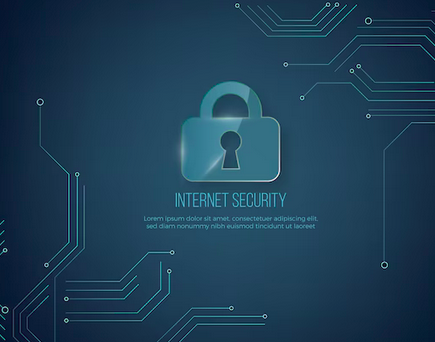 INTERNET SECURITY
Lorem ipsum dolor sit amet, consectetuer adipiscing elit,
sed diam nonummy nibh euismod tincidunt ut laoreet